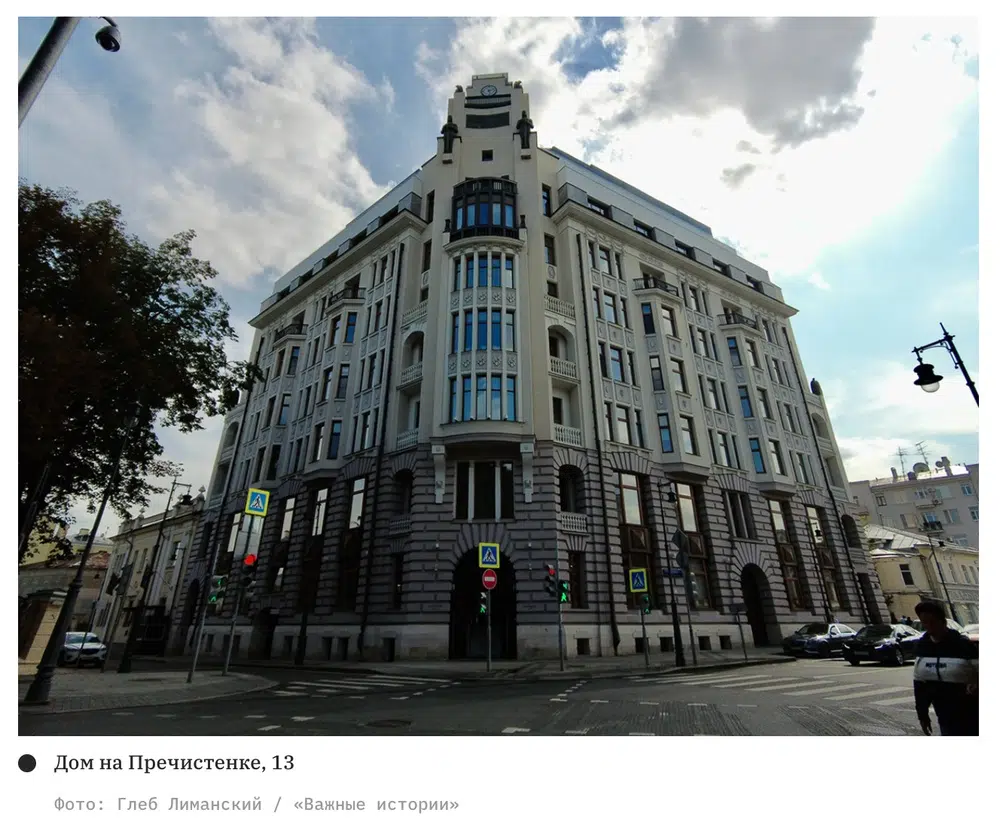 Дом на Пречистенке, 13
Фото: Глеб Лиманский / «Важные истории»